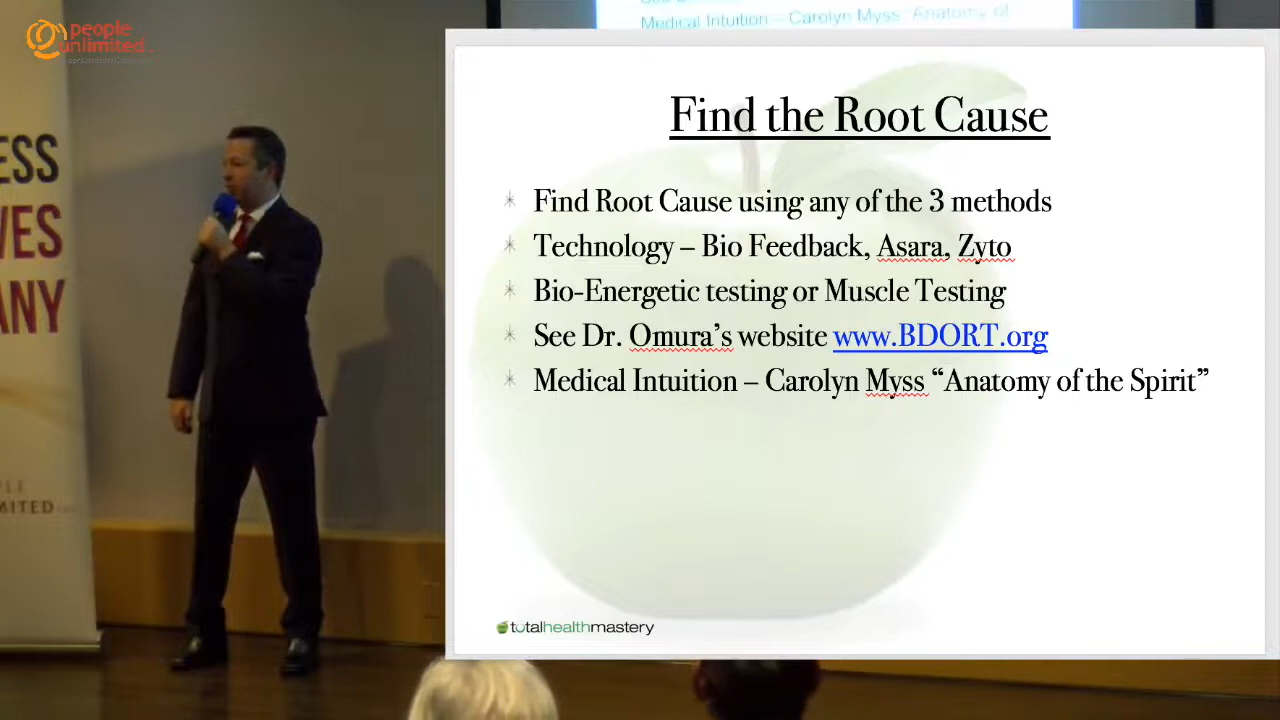 people
unlimited
Medical Intuition – Carolyn Myss "Anatomy of
ESS
VES
ANY
PLE
IMITED
Find the Root Cause
Find Root Cause using any of the 3 methods
Technology – Bio Feedback, Asara, Zyto
Bio-Energetic testing or Muscle Testing
See Dr. Omura's website www.BDORT.org
Medical Intuition – Carolyn Myss “Anatomy of the Spirit”
totalhealthmastery